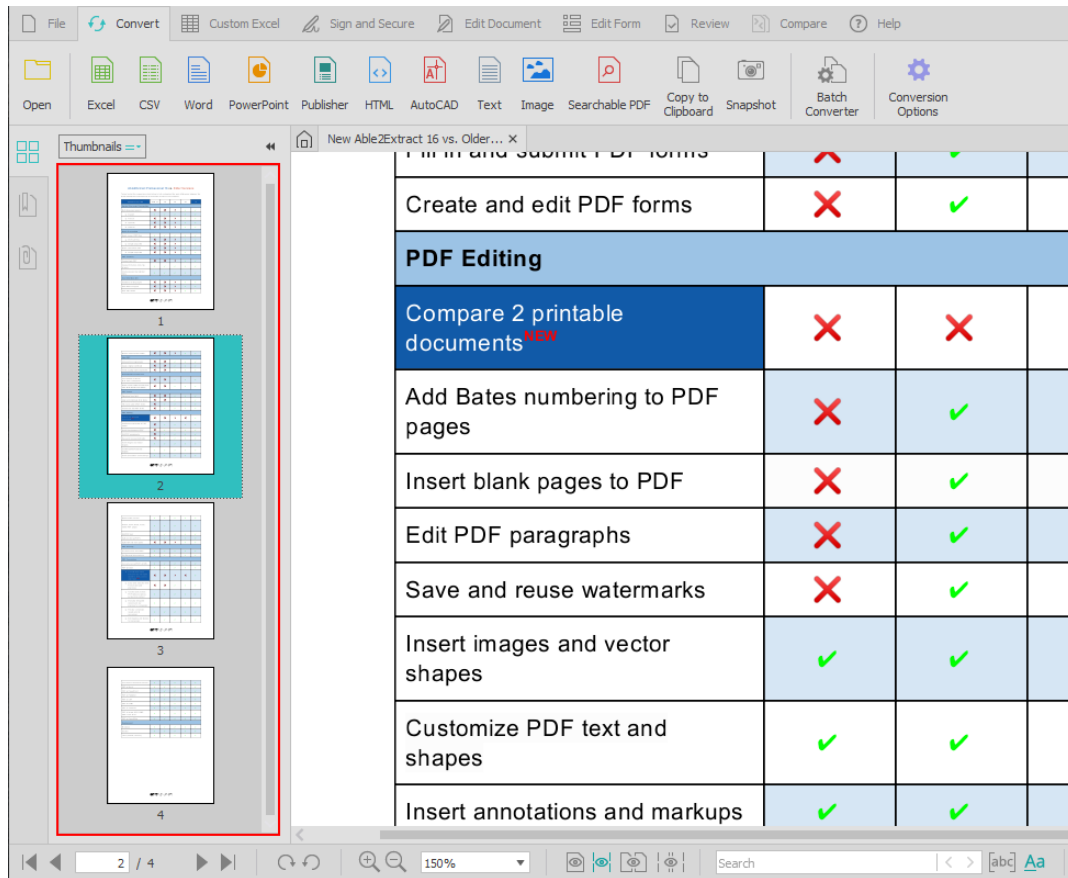 File Convert Custom Excel Sign and Secure Edit Document Edit Form Review Compare Help
Open Excel CSV Word PowerPoint Publisher HTML AutoCAD Text Image Searchable PDF Copy to Clipboard Snapshot Batch Converter Conversion Options
Thumbnails
New Able2Extract 16 vs. Older...
1
2
3
4
Create and edit PDF forms
PDF Editing
Compare 2 printable
documents NEW
Add Bates numbering to PDF
pages
Insert blank pages to PDF
Edit PDF paragraphs
Save and reuse watermarks
Insert images and vector
shapes
Customize PDF text and
shapes
Insert annotations and markups
2 / 4 150% Search abc Aa